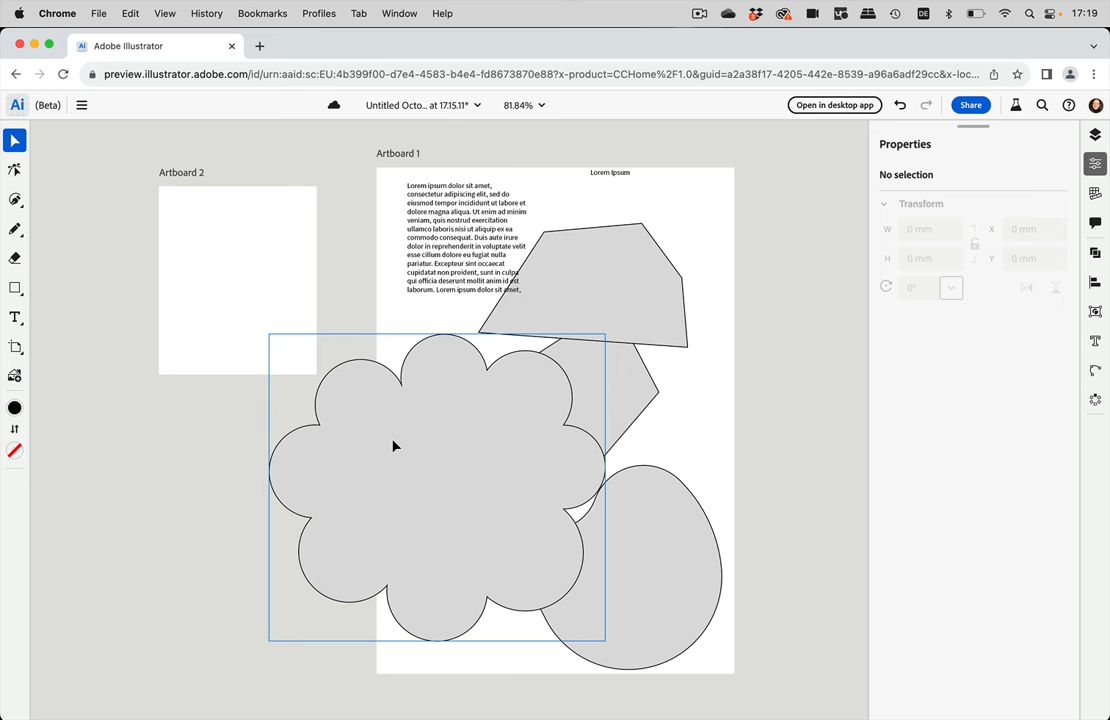 Chrome File Edit View History Bookmarks Profiles Tab Window Help DE 17:19
Ai Adobe Illustrator
preview.illustrator.adobe.com/id/urn:aaid:sc:EU:4b399f00-d7e4-4583-b4e4-fd8673870e88?x-product=CCHome%2F1.0&guid=a2a38f17-4205-442e-8539-a96a6adf29cc&x-loc...
Ai (Beta) Untitled Octo... at 17.15.11* 81.84% Open in desktop app Share
Properties
No selection
Transform
W 0 mm X 0 mm
H 0 mm Y 0 mm
0°
Artboard 2
Artboard 1
Lorem Ipsum
Lorem ipsum dolor sit amet,
consectetur adipiscing elit, sed do
eiusmod tempor incididunt ut labore et
dolore magna aliqua. Ut enim ad minim
veniam, quis nostrud exercitation
ullamco laboris nisi ut aliquip ex ea
commodo consequat. Duis aute irure
dolor in reprehenderit in voluptate velit
esse cillum dolore eu fugiat nulla
pariatur. Excepteur sint occaecat
cupidatat non proident, sunt in culpa
qui officia deserunt mollit anim id est
laborum. Lorem ipsum dolor sit amet,